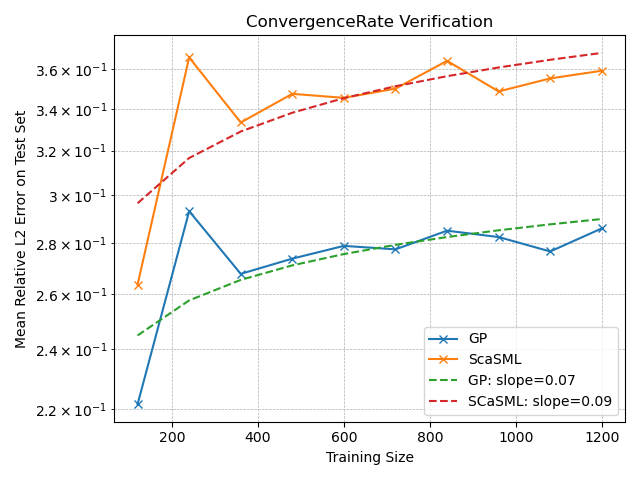 ConvergenceRate Verification
Mean Relative L2 Error on Test Set
3.6 × 10⁻¹
3.4 × 10⁻¹
3.2 × 10⁻¹
3 × 10⁻¹
2.8 × 10⁻¹
2.6 × 10⁻¹
2.4 × 10⁻¹
2.2 × 10⁻¹
GP
ScaSML
GP: slope=0.07
SCaSML: slope=0.09
200 400 600 800 1000 1200
Training Size